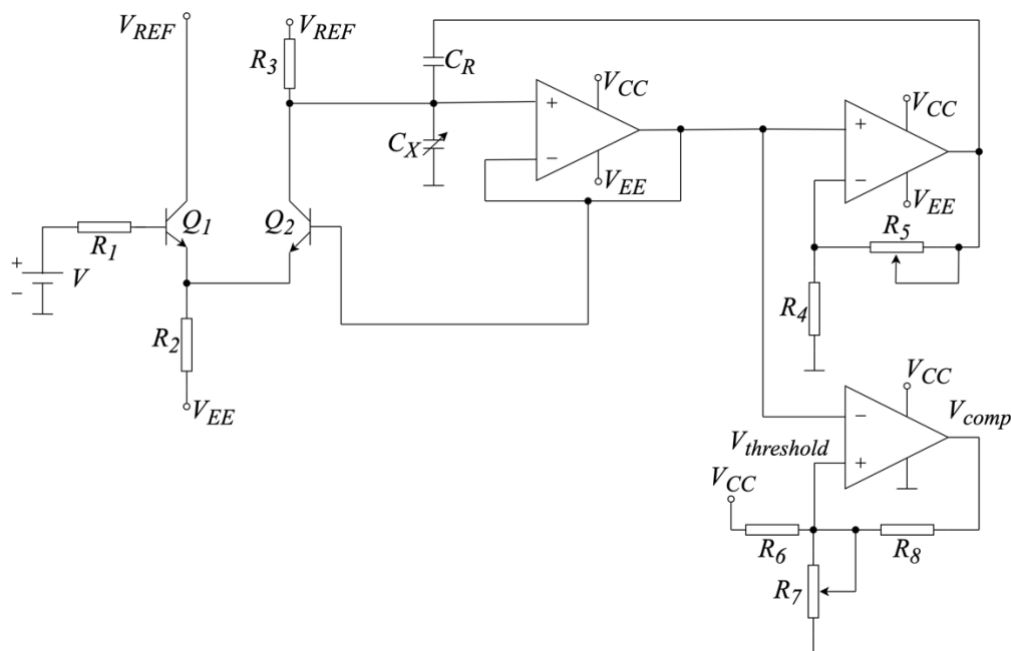 V_REF
V_REF
R_3
C_R
V_CC
V_CC
C_X
V_EE
V_EE
Q_1
Q_2
R_5
R_1
+
V
−
R_4
R_2
V_EE
V_CC
V_comp
V_threshold
V_CC
R_6
R_8
R_7
+
−
+
−
−
+